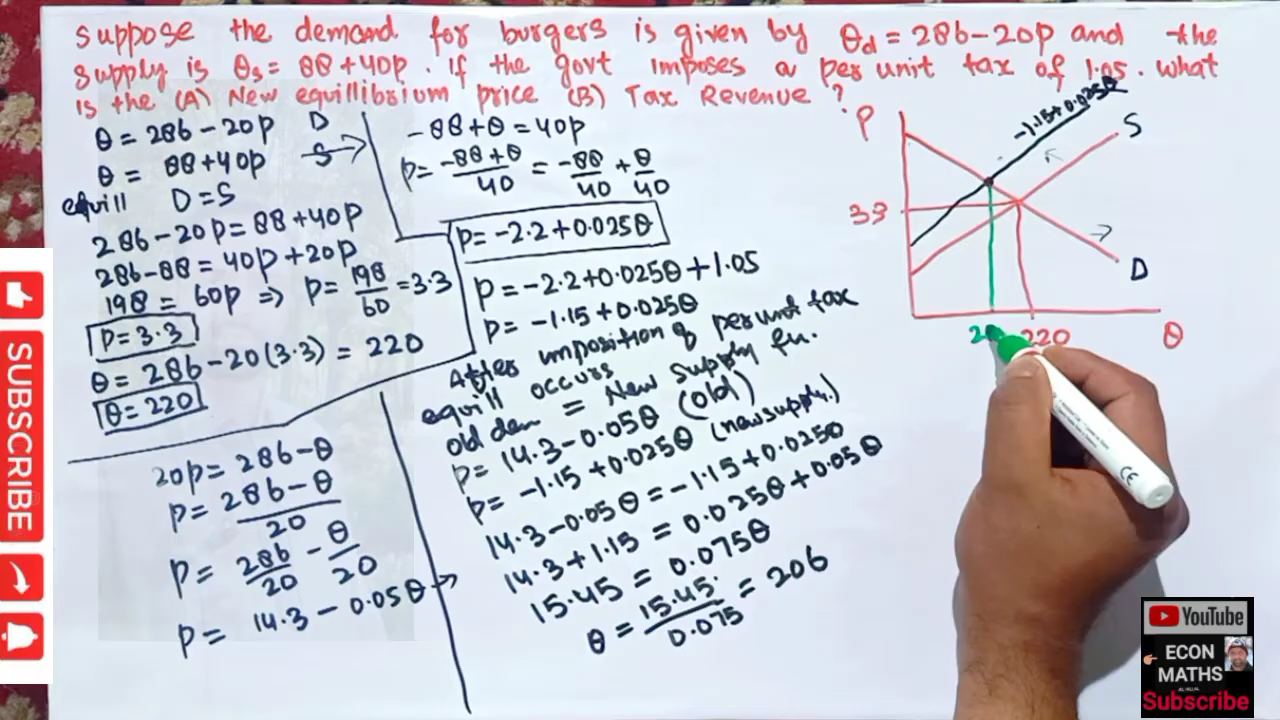 suppose the demand for burgers is given by Qd = 286-20p and the
supply is Qs = 88+40p. If the govt imposes a per unit tax of 1.05. what
is the (A) New equillibrium price (B) Tax Revenue ?
Q = 286-20p D
Q = 88+40p S
equill D=S
286-20p = 88+40p
286-88 = 40p+20p
198 = 60p ⇒ p = 198/60 = 3.3
p = 3.3
Q = 286-20(3.3) = 220
Q = 220
20p = 286-Q
p = 286-Q / 20
p = 286/20 - Q/20
p = 14.3 - 0.05Q →
-88+Q = 40p
p = -88+Q / 40 = -88/40 + Q/40
p = -2.2+0.025Q
p = -2.2+0.025Q+1.05
p = -1.15+0.025Q
After imposition of per unit tax
equill occurs
old dem = New supply fu.
p = 14.3-0.05Q (old)
p = -1.15+0.025Q (new supply.)
14.3-0.05Q = -1.15+0.025Q
14.3+1.15 = 0.025Q+0.05Q
15.45 = 0.075Q
Q = 15.45/0.075 = 206
P
-1.15+0.025Q
S
33
D
20
220
Q
SUBSCRIBE
CE
YouTube
ECON
MATHS
Subscribe